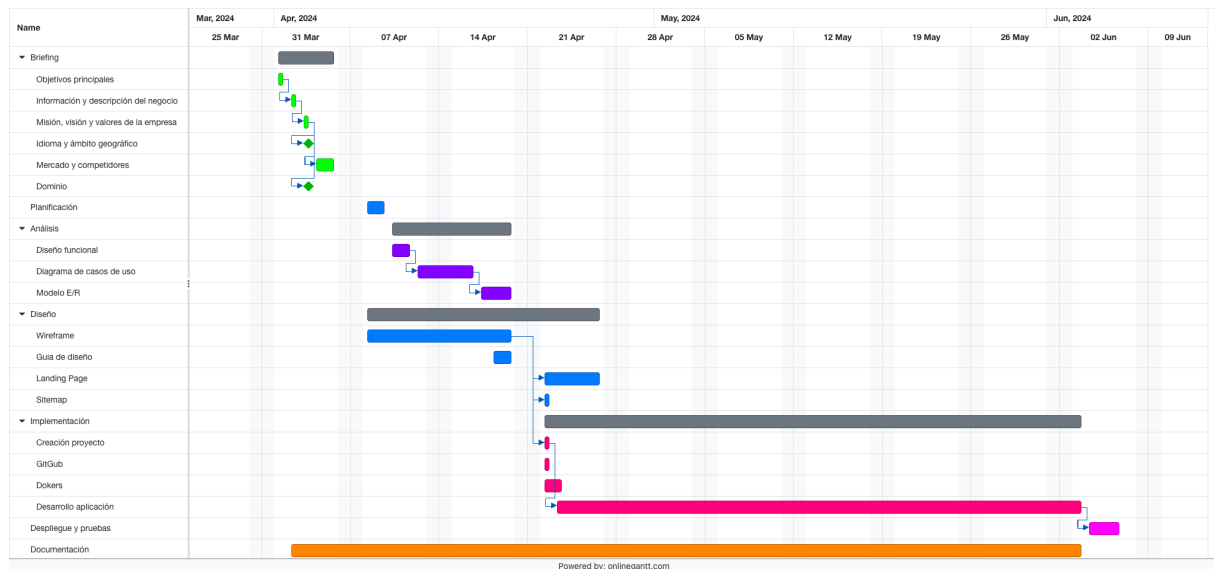 Name
Mar, 2024
Apr, 2024
May, 2024
Jun, 2024
25 Mar
31 Mar
07 Apr
14 Apr
21 Apr
28 Apr
05 May
12 May
19 May
26 May
02 Jun
09 Jun
Briefing
Objetivos principales
Información y descripción del negocio
Misión, visión y valores de la empresa
Idioma y ámbito geográfico
Mercado y competidores
Dominio
Planificación
Análisis
Diseño funcional
Diagrama de casos de uso
Modelo E/R
Diseño
Wireframe
Guia de diseño
Landing Page
Sitemap
Implementación
Creación proyecto
GitGub
Dokers
Desarrollo aplicación
Despliegue y pruebas
Documentación
Powered by: onlinegantt.com